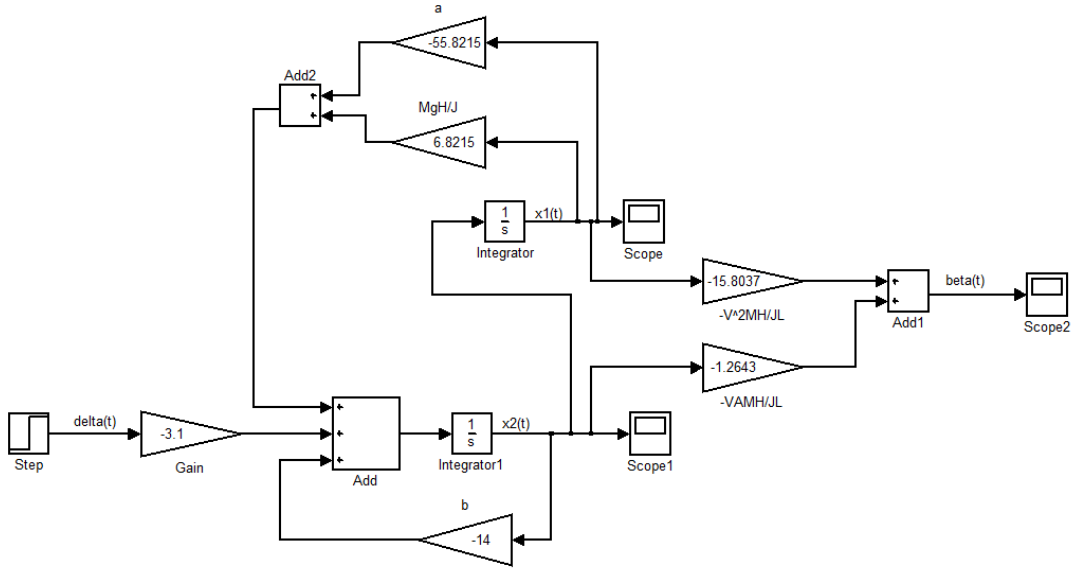 a
-55.8215
Add2
+
+
MgH/J
6.8215
1
s
Integrator
x1(t)
Scope
-15.8037
-V^2MH/JL
+
+
Add1
beta(t)
Scope2
-1.2643
-VAMH/JL
Step
delta(t)
-3.1
Gain
+
+
+
Add
1
s
Integrator1
x2(t)
Scope1
b
-14